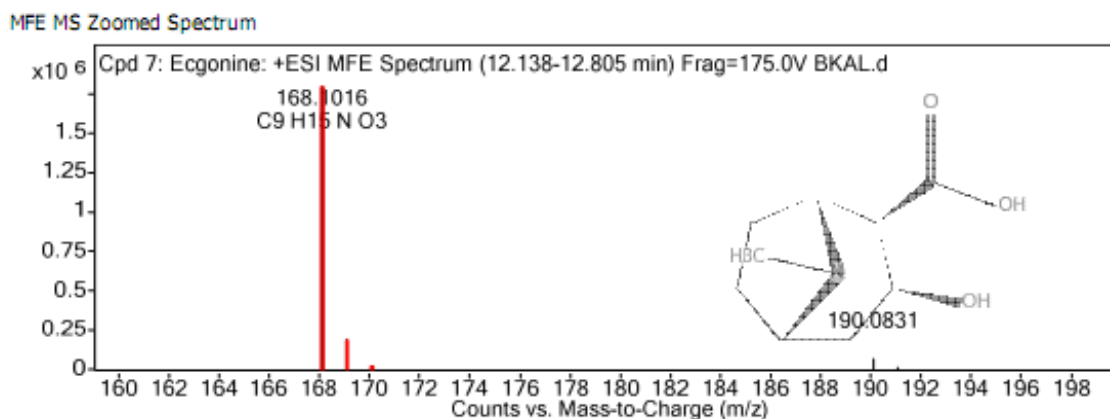 MFE MS Zoomed Spectrum
x10 6
Cpd 7: Ecgonine: +ESI MFE Spectrum (12.138-12.805 min) Frag=175.0V BKAL.d
168.1016
C9 H15 N O3
1.5
1.25
1
0.75
0.5
0.25
0
O
OH
H3C
OH
190.0831
160 162 164 166 168 170 172 174 176 178 180 182 184 186 188 190 192 194 196 198
Counts vs. Mass-to-Charge (m/z)